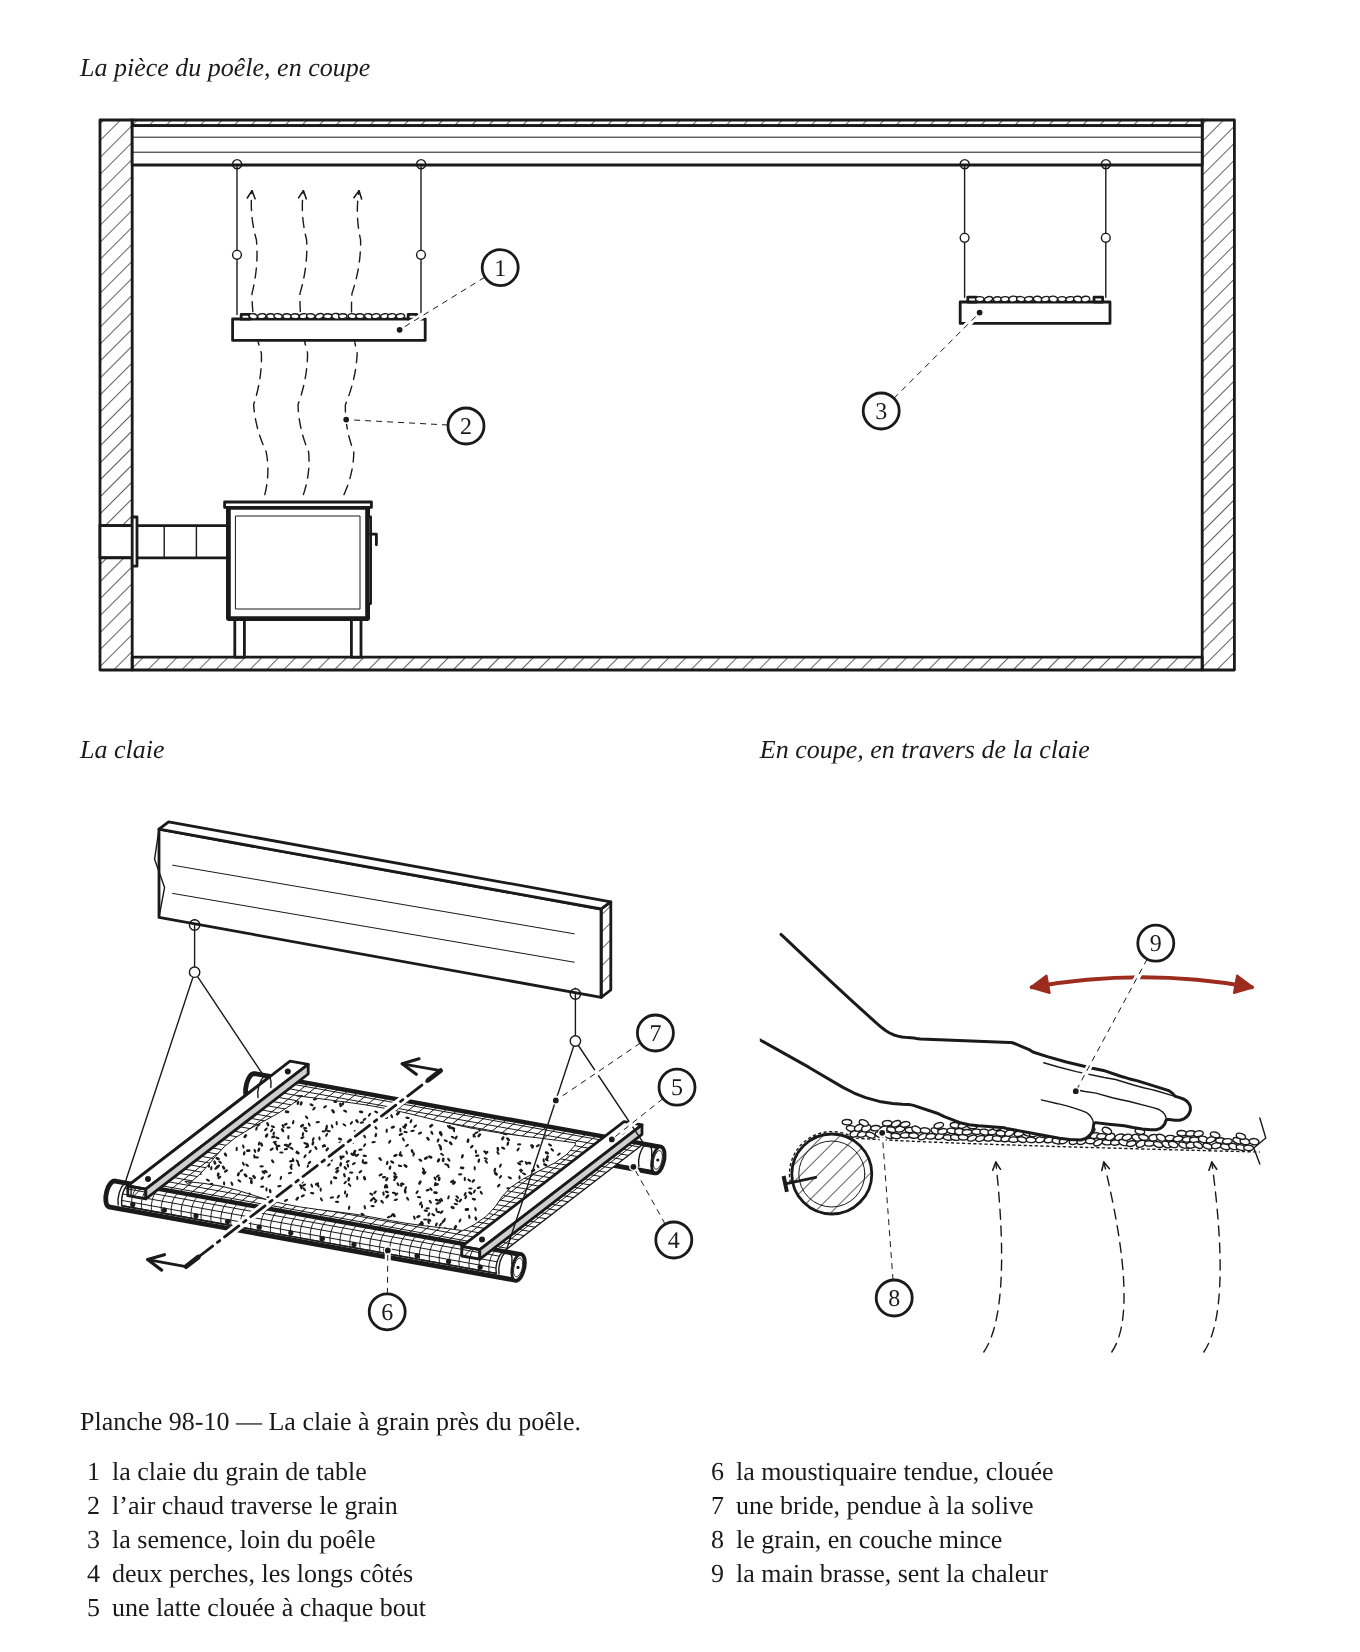 La pièce du poêle, en coupe
1
2
3
La claie
En coupe, en travers de la claie
9
7
5
4
8
6
Planche 98-10 — La claie à grain près du poêle.
1 la claie du grain de table
2 l’air chaud traverse le grain
3 la semence, loin du poêle
4 deux perches, les longs côtés
5 une latte clouée à chaque bout
6 la moustiquaire tendue, clouée
7 une bride, pendue à la solive
8 le grain, en couche mince
9 la main brasse, sent la chaleur